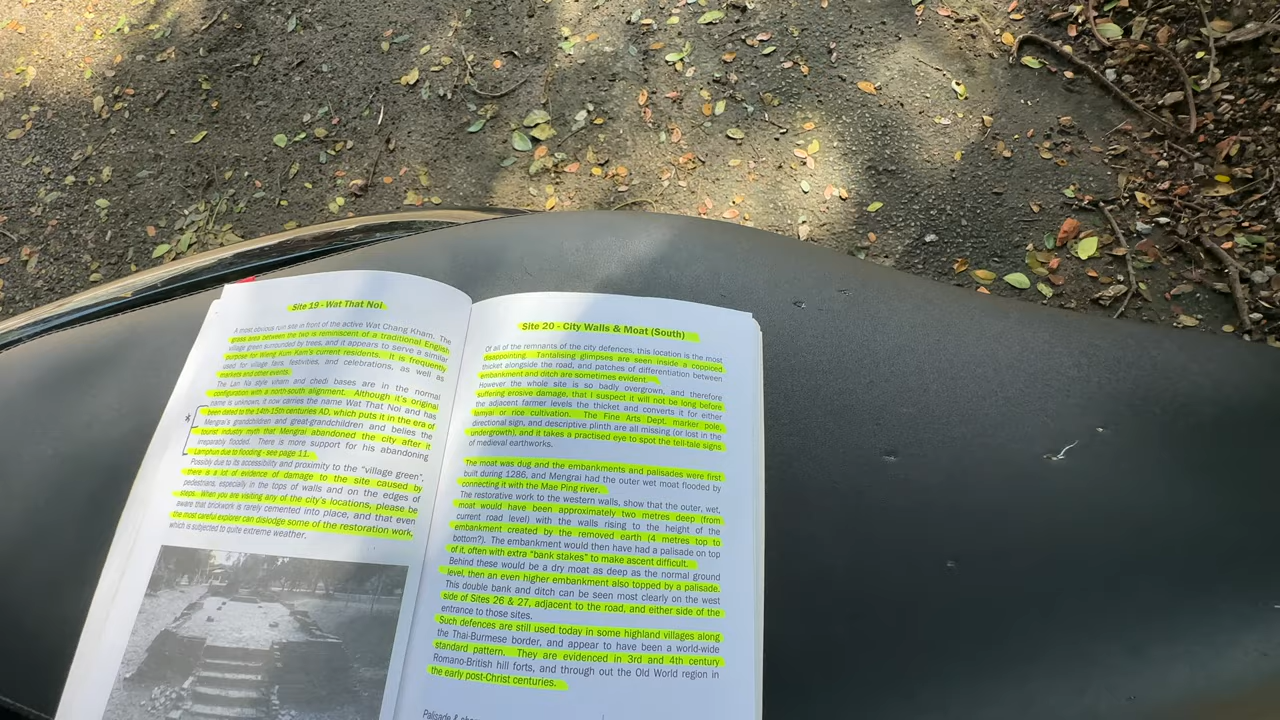 Site 19 - Wat That Noi
A most obvious ruin site in front of the active Wat Chang Kham. The
grass area between the two is reminiscent of a traditional English
village green surrounded by trees, and it appears to serve a similar
purpose for Wiang Kum Kam's current residents. It is frequently
used for village fairs, festivities, and celebrations, as well as
markets and other events.
The Lan Na style viharn and chedi bases are in the normal
configuration with a north-south alignment. Although it's original
name is unknown, it now carries the name Wat That Noi and has
been dated to the 14th-15th centuries AD, which puts it in the era of
Mengrai's grandchildren and great-grandchildren and belies the
tourist industry myth that Mengrai abandoned the city after it
irreparably flooded. There is more support for his abandoning
Lamphun due to flooding - see page 11.
Possibly due to its accessibility and proximity to the "village green",
there is a lot of evidence of damage to the site caused by
pedestrians, especially in the tops of walls and on the edges of
steps. When you are visiting any of the city's locations, please be
aware that brickwork is rarely cemented into place, and that even
the most careful explorer can dislodge some of the restoration work,
which is subjected to quite extreme weather.
Site 20 - City Walls & Moat (South)
Of all of the remnants of the city defences, this location is the most
disappointing. Tantalising glimpses are seen inside a coppiced
thicket alongside the road, and patches of differentiation between
embankment and ditch are sometimes evident.
However the whole site is so badly overgrown, and therefore
suffering erosive damage, that I suspect it will not be long before
the adjacent farmer levels the thicket and converts it for either
lamyai or rice cultivation. The Fine Arts Dept. marker pole,
directional sign, and descriptive plinth are all missing (or lost in the
undergrowth), and it takes a practised eye to spot the tell-tale signs
of medieval earthworks.
The moat was dug and the embankments and palisades were first
built during 1286, and Mengrai had the outer wet moat flooded by
connecting it with the Mae Ping river.
The restorative work to the western walls, show that the outer, wet,
moat would have been approximately two metres deep (from
current road level) with the walls rising to the height of the
embankment created by the removed earth (4 metres top to
bottom?). The embankment would then have had a palisade on top
of it, often with extra "bank stakes" to make ascent difficult.
Behind these would be a dry moat as deep as the normal ground
level, then an even higher embankment also topped by a palisade.
This double bank and ditch can be seen most clearly on the west
side of Sites 26 & 27, adjacent to the road, and either side of the
entrance to those sites.
Such defences are still used today in some highland villages along
the Thai-Burmese border, and appear to have been a world-wide
standard pattern. They are evidenced in 3rd and 4th century
Romano-British hill forts, and through out the Old World region in
the early post-Christ centuries.
Palisade &